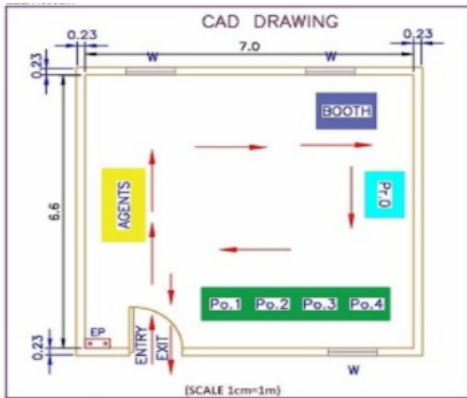 CAD DRAWING
0.23
7.0
0.23
0.23
W
W
BOOTH
6.6
AGENTS
Pr.O
Po.1 Po.2 Po.3 Po.4
EP
ENTRY
EXIT
0.23
W
(SCALE 1cm=1m)